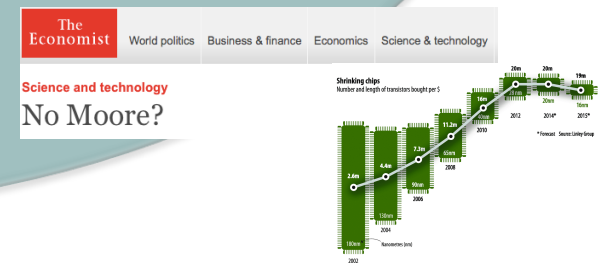 The
Economist
World politics Business & finance Economics Science & technology
Science and technology
No Moore?
Shrinking chips
Number and length of transistors bought per $
2.6m
4.4m
7.3m
11.2m
16m
20m
20m
19m
180nm
130nm
90nm
65nm
40nm
28nm
20nm
16nm
Nanometres (nm)
2002
2004
2006
2008
2010
2012
2014*
2015*
* Forecast Source: Linley Group